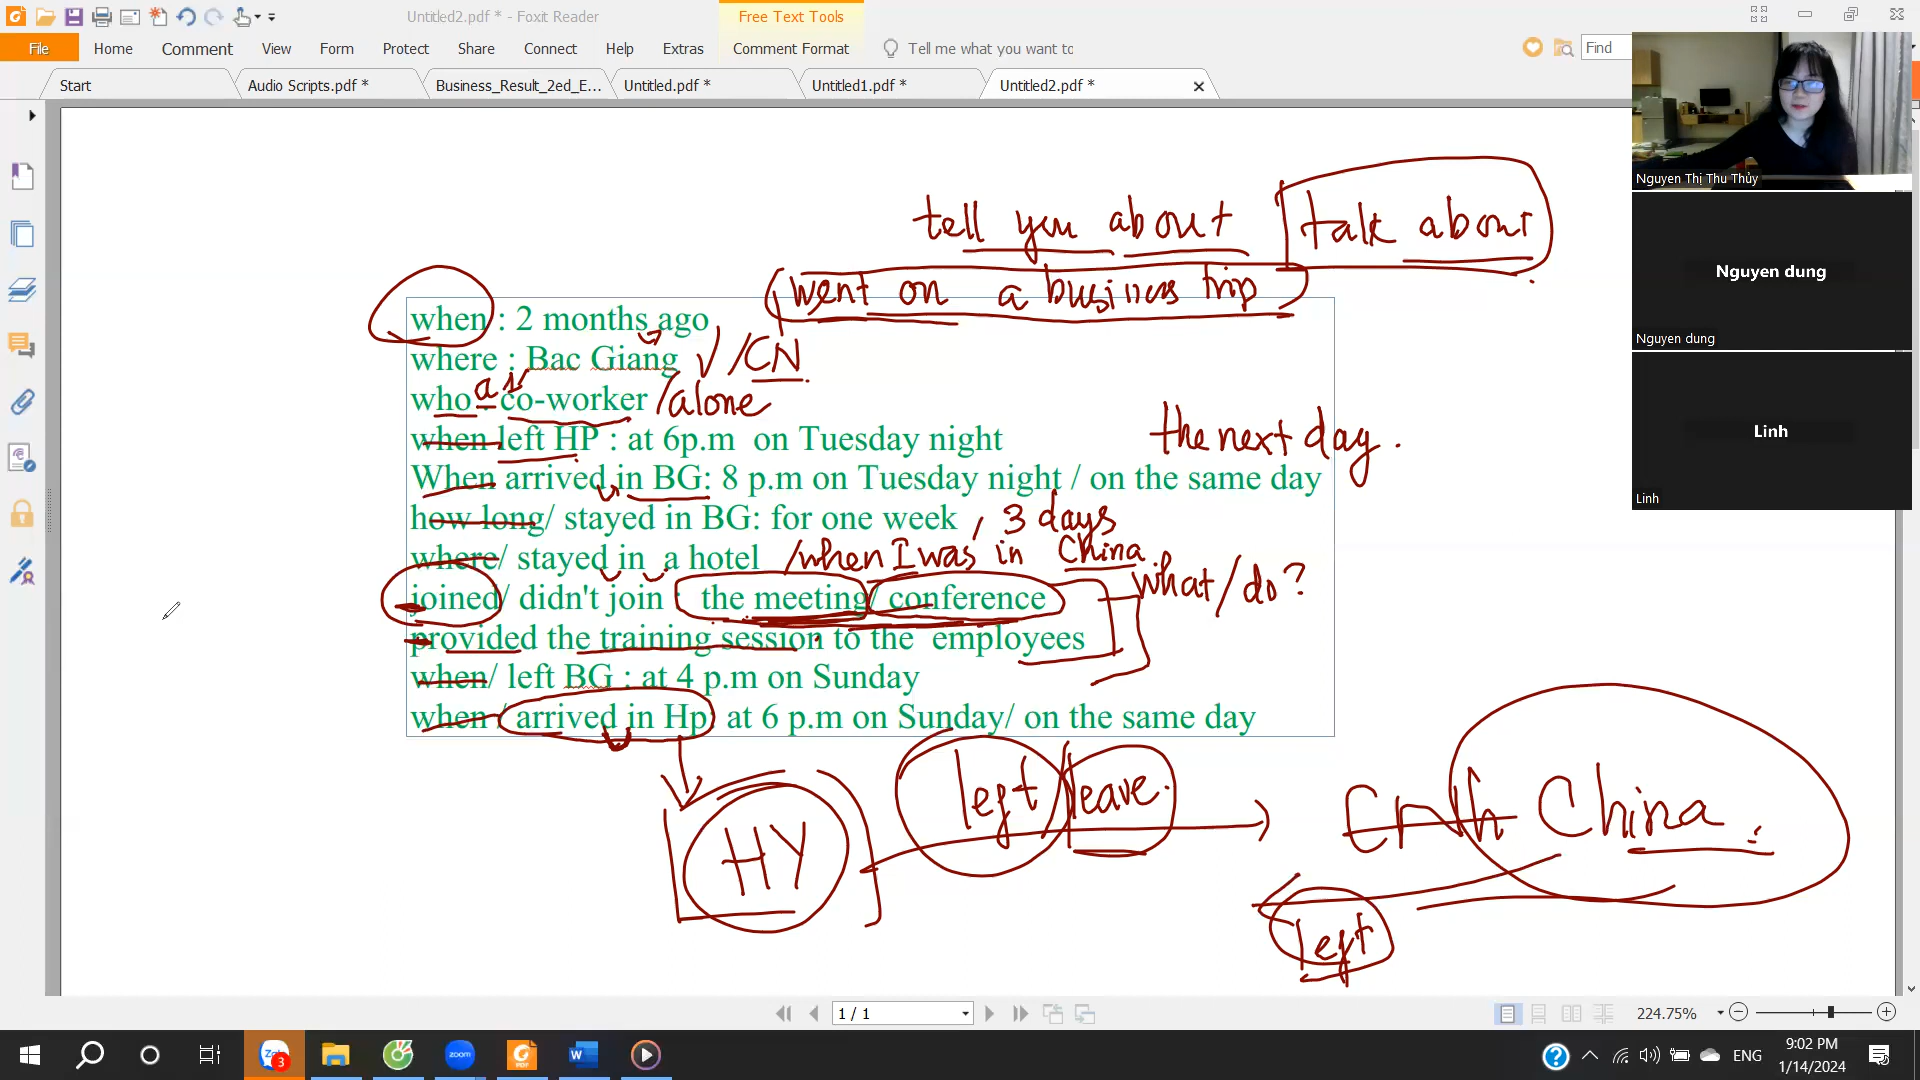 Untitled2.pdf * - Foxit Reader
Free Text Tools
File Home Comment View Form Protect Share Connect Help Extras Comment Format Tell me what you want to Find
Start Audio Scripts.pdf * Business_Result_2ed_E... Untitled.pdf * Untitled1.pdf * Untitled2.pdf *
Nguyen Thị Thu Thủy
Nguyen dung
Nguyen dung
Linh
Linh
tell you about talk about
went on a business trip
when : 2 months ago
where : Bac Giang / CN
a
who : co-worker / alone
when left HP : at 6p.m on Tuesday night
the next day.
When arrived in BG: 8 p.m on Tuesday night / on the same day
how long/ stayed in BG: for one week , 3 days
where/ stayed in a hotel /when I was in China
joined/ didn't join : the meeting/ conference what/do?
provided the training session to the employees
when/ left BG : at 4 p.m on Sunday
when / arrived in Hp: at 6 p.m on Sunday/ on the same day
left leave.
HY
China
left
1 / 1
224.75%
zoom
3
ENG
9:02 PM
1/14/2024